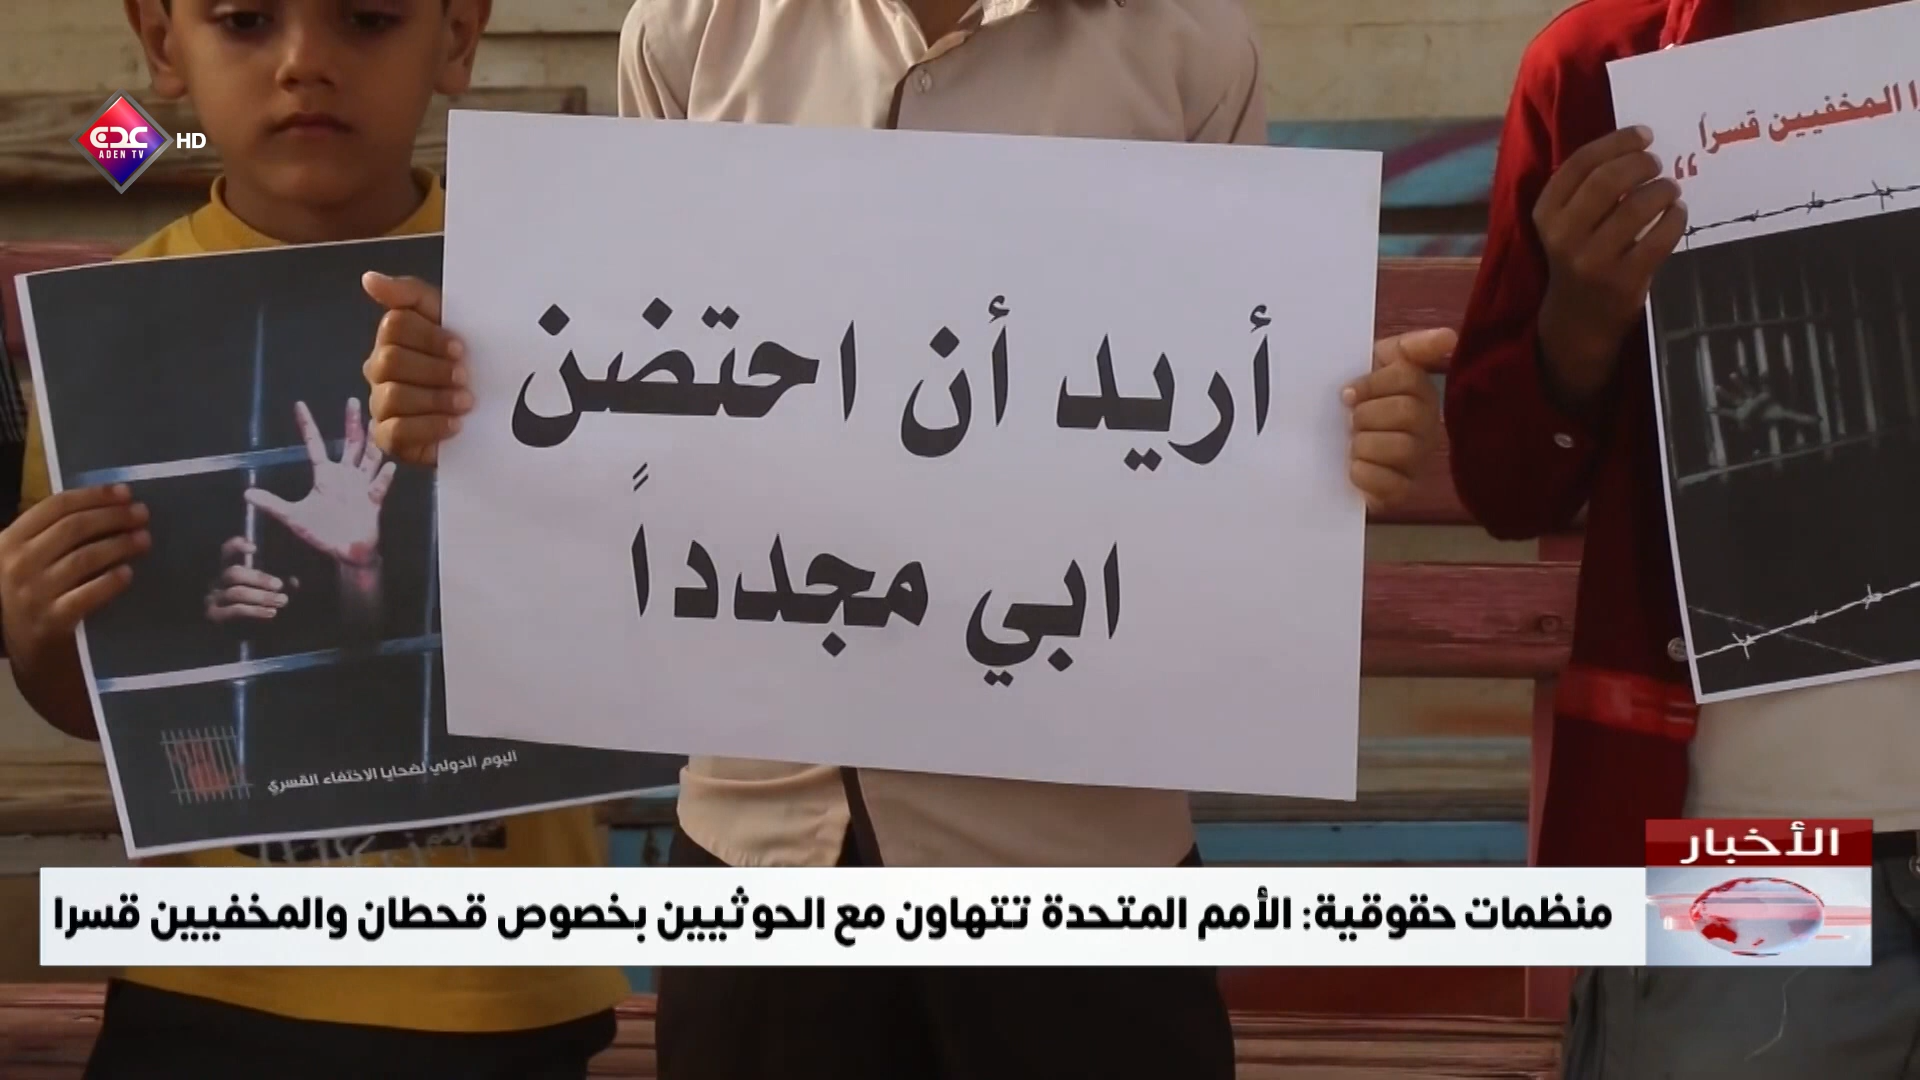 عدن
ADEN TV
HD
ا المخفيين قسراً
أريد أن احتضن
ابي مجدداً
اليوم الدولي لضحايا الاختفاء القسري
الأخبار
منظمات حقوقية: الأمم المتحدة تتهاون مع الحوثيين بخصوص قحطان والمخفيين قسرا